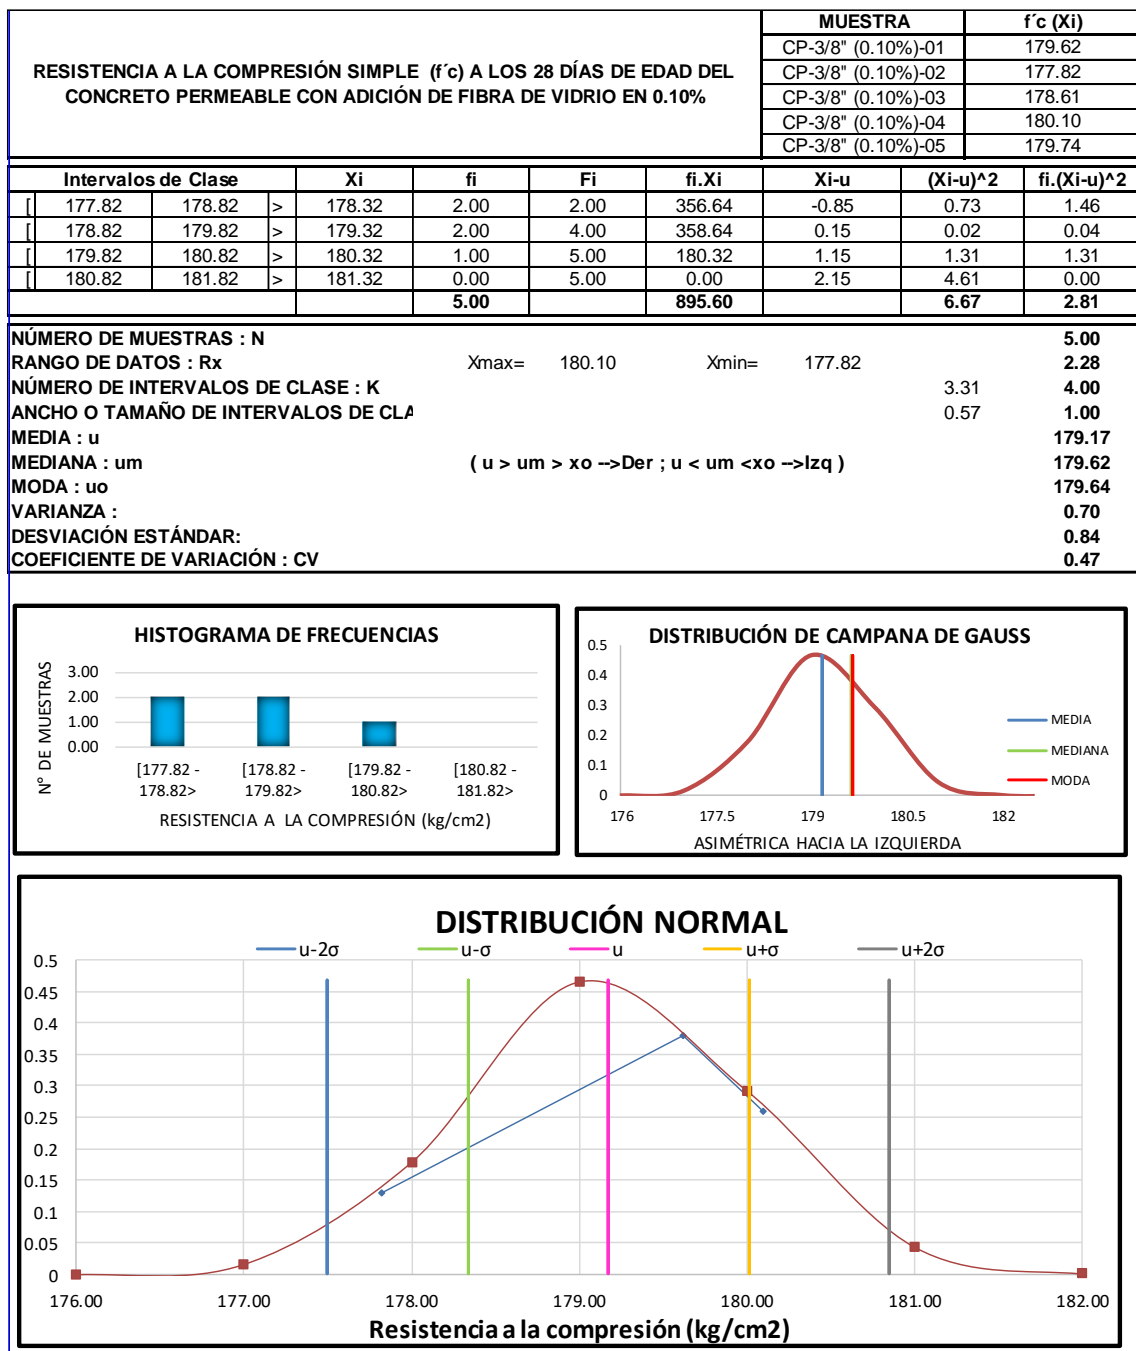 MUESTRA f´c (Xi)
CP-3/8" (0.10%)-01 179.62
RESISTENCIA A LA COMPRESIÓN SIMPLE (f´c) A LOS 28 DÍAS DE EDAD DEL
CONCRETO PERMEABLE CON ADICIÓN DE FIBRA DE VIDRIO EN 0.10%
CP-3/8" (0.10%)-02 177.82
CP-3/8" (0.10%)-03 178.61
CP-3/8" (0.10%)-04 180.10
CP-3/8" (0.10%)-05 179.74
Intervalos de Clase Xi fi Fi fi.Xi Xi-u (Xi-u)^2 fi.(Xi-u)^2
[ 177.82 178.82 > 178.32 2.00 2.00 356.64 -0.85 0.73 1.46
[ 178.82 179.82 > 179.32 2.00 4.00 358.64 0.15 0.02 0.04
[ 179.82 180.82 > 180.32 1.00 5.00 180.32 1.15 1.31 1.31
[ 180.82 181.82 > 181.32 0.00 5.00 0.00 2.15 4.61 0.00
5.00 895.60 6.67 2.81
NÚMERO DE MUESTRAS : N 5.00
RANGO DE DATOS : Rx Xmax= 180.10 Xmin= 177.82 2.28
NÚMERO DE INTERVALOS DE CLASE : K 3.31 4.00
ANCHO O TAMAÑO DE INTERVALOS DE CLA 0.57 1.00
MEDIA : u 179.17
MEDIANA : um ( u > um > xo -->Der ; u < um <xo -->Izq ) 179.62
MODA : uo 179.64
VARIANZA : 0.70
DESVIACIÓN ESTÁNDAR: 0.84
COEFICIENTE DE VARIACIÓN : CV 0.47
HISTOGRAMA DE FRECUENCIAS
N° DE MUESTRAS
3.00
2.00
1.00
0.00
[177.82 - [178.82 - [179.82 - [180.82 -
178.82> 179.82> 180.82> 181.82>
RESISTENCIA A LA COMPRESIÓN (kg/cm2)
DISTRIBUCIÓN DE CAMPANA DE GAUSS
0.5
0.4
0.3
0.2
0.1
0
MEDIA
MEDIANA
MODA
176 177.5 179 180.5 182
ASIMÉTRICA HACIA LA IZQUIERDA
DISTRIBUCIÓN NORMAL
u-2σ u-σ u u+σ u+2σ
0.5
0.45
0.4
0.35
0.3
0.25
0.2
0.15
0.1
0.05
0
176.00 177.00 178.00 179.00 180.00 181.00 182.00
Resistencia a la compresión (kg/cm2)